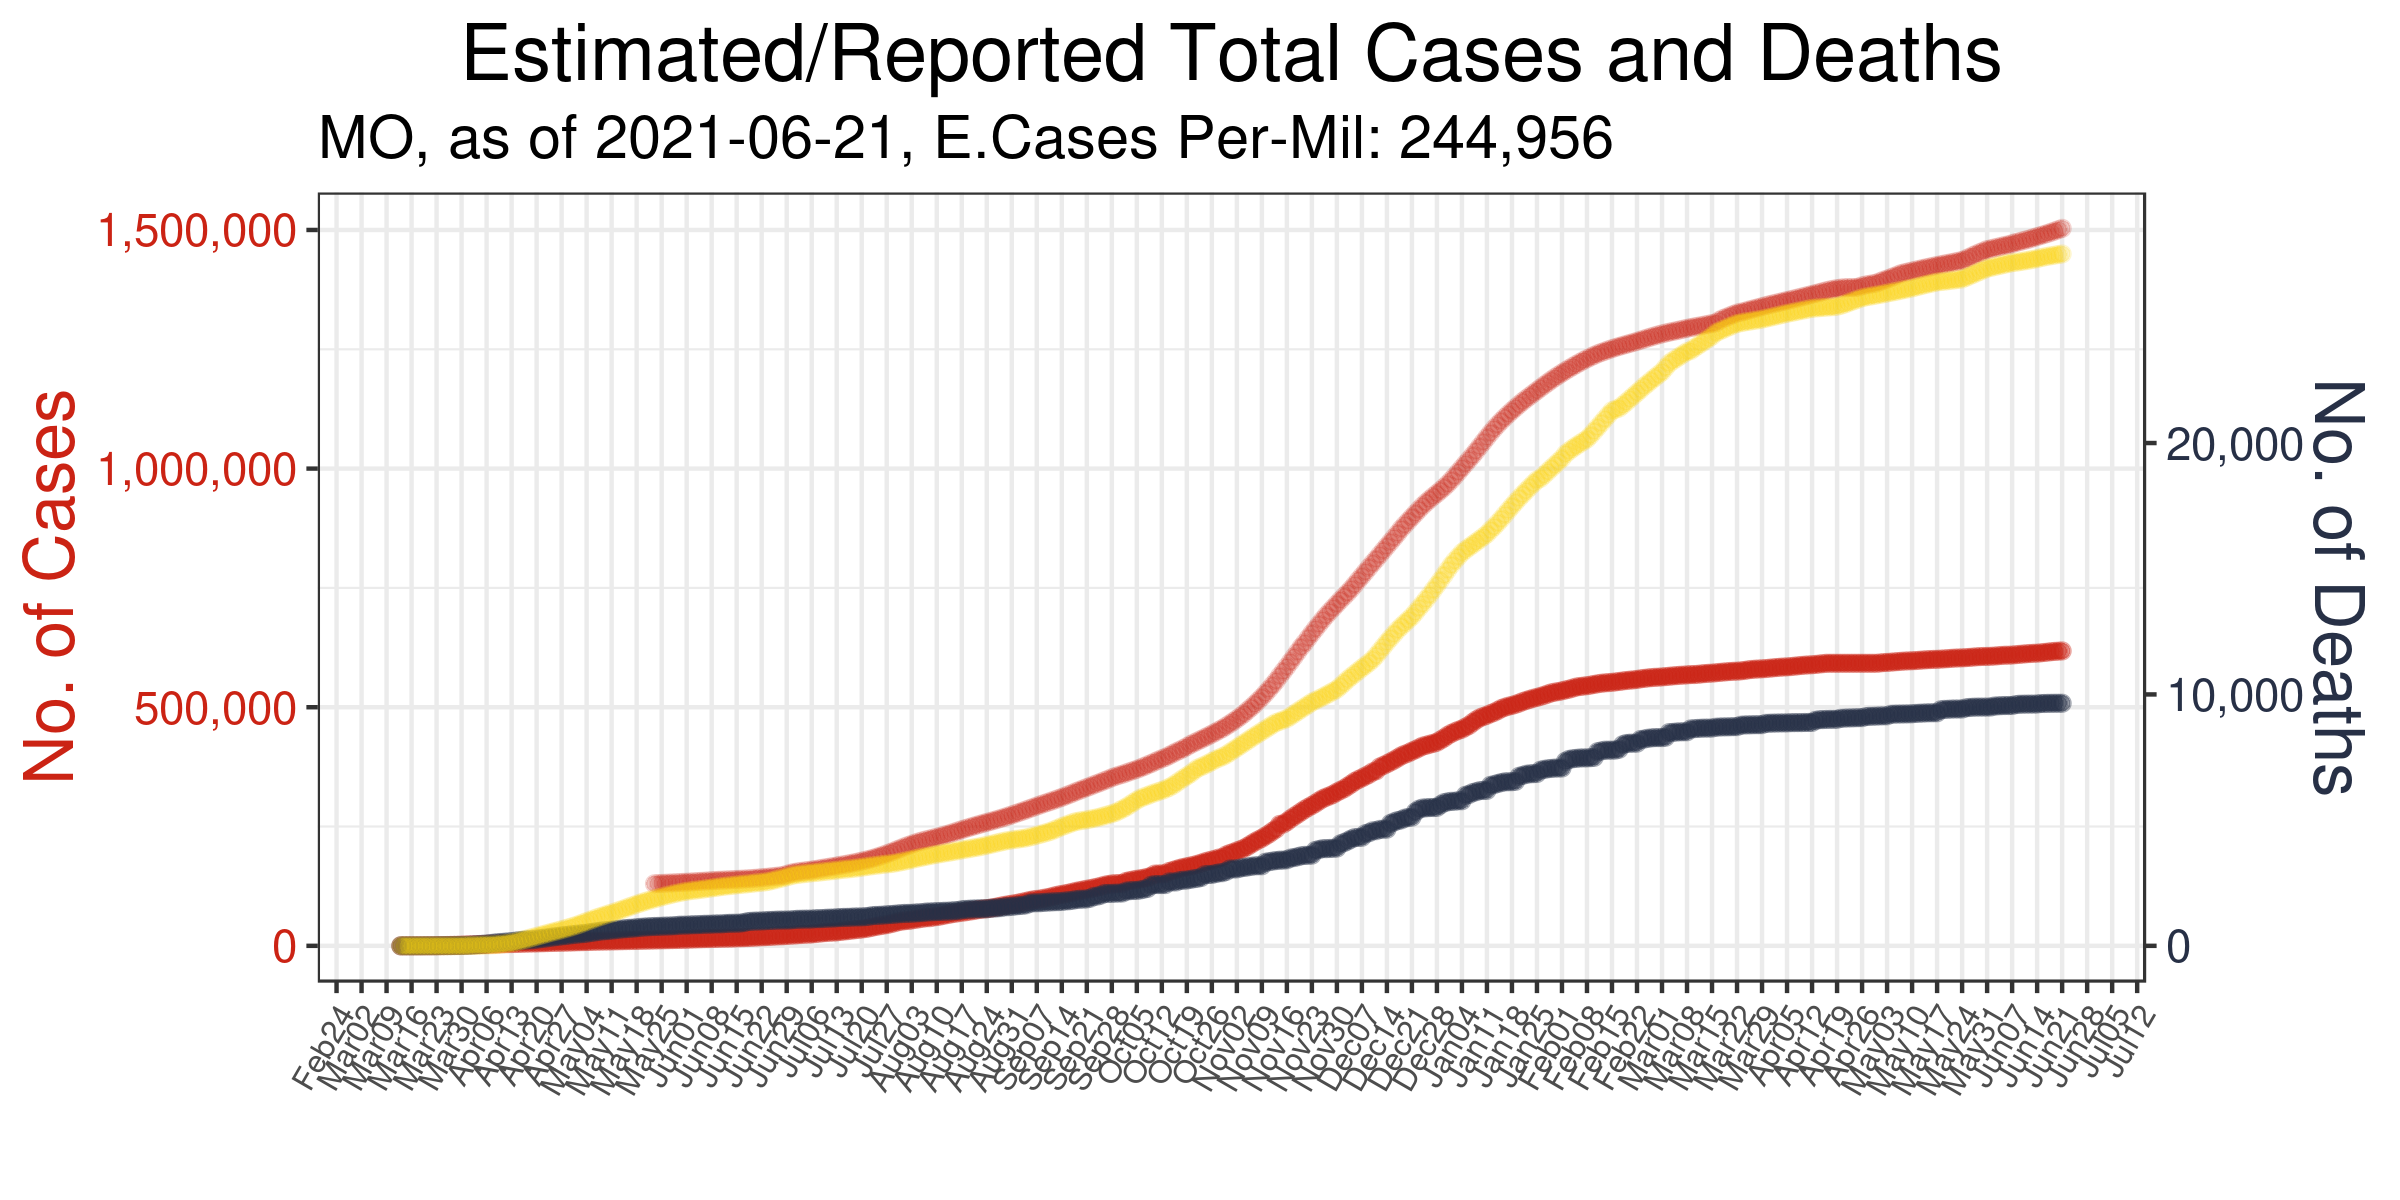 Estimated/Reported Total Cases and Deaths
MO, as of 2021-06-21, E.Cases Per-Mil: 244,956
No. of Cases
1,500,000
1,000,000
500,000
0
20,000
10,000
0
No. of Deaths
Feb24
Mar02
Mar09
Mar16
Mar23
Mar30
Apr06
Apr13
Apr20
Apr27
May04
May11
May18
May25
Jun01
Jun08
Jun15
Jun22
Jun29
Jul06
Jul13
Jul20
Jul27
Aug03
Aug10
Aug17
Aug24
Aug31
Sep07
Sep14
Sep21
Sep28
Oct05
Oct12
Oct19
Oct26
Nov02
Nov09
Nov16
Nov23
Nov30
Dec07
Dec14
Dec21
Dec28
Jan04
Jan11
Jan18
Jan25
Feb01
Feb08
Feb15
Feb22
Mar01
Mar08
Mar15
Mar22
Mar29
Apr05
Apr12
Apr19
Apr26
May03
May10
May17
May24
May31
Jun07
Jun14
Jun21
Jun28
Jul05
Jul12